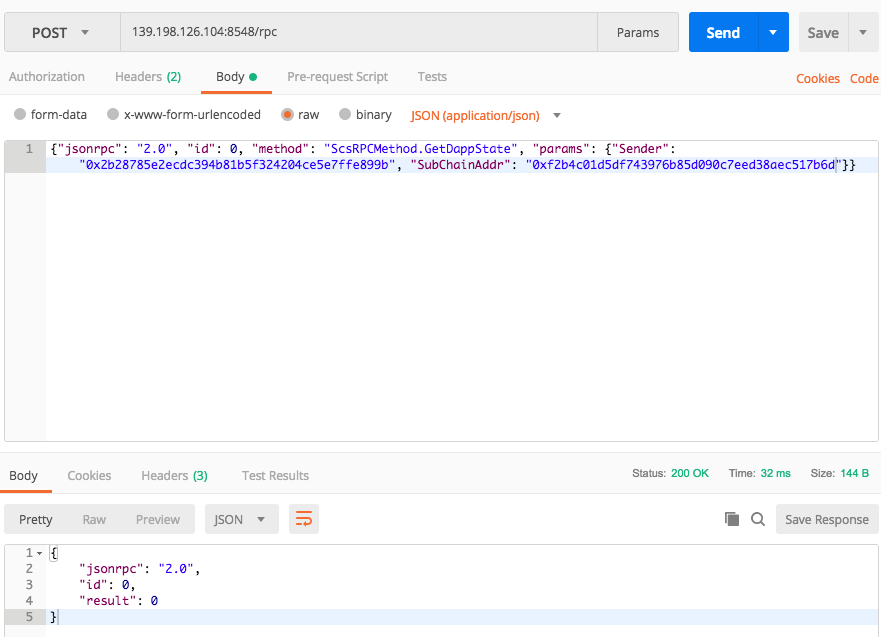 POST 139.198.126.104:8548/rpc Params Send Save
Authorization Headers (2) Body Pre-request Script Tests Cookies Code
form-data x-www-form-urlencoded raw binary JSON (application/json)
1 {"jsonrpc": "2.0", "id": 0, "method": "ScsRPCMethod.GetDappState", "params": {"Sender":
"0x2b28785e2ecdc394b81b5f324204ce5e7ffe899b", "SubChainAddr": "0xf2b4c01d5df743976b85d090c7eed38aec517b6d"}}
Body Cookies Headers (3) Test Results Status: 200 OK Time: 32 ms Size: 144 B
Pretty Raw Preview JSON Save Response
1 {
2 "jsonrpc": "2.0",
3 "id": 0,
4 "result": 0
5 }